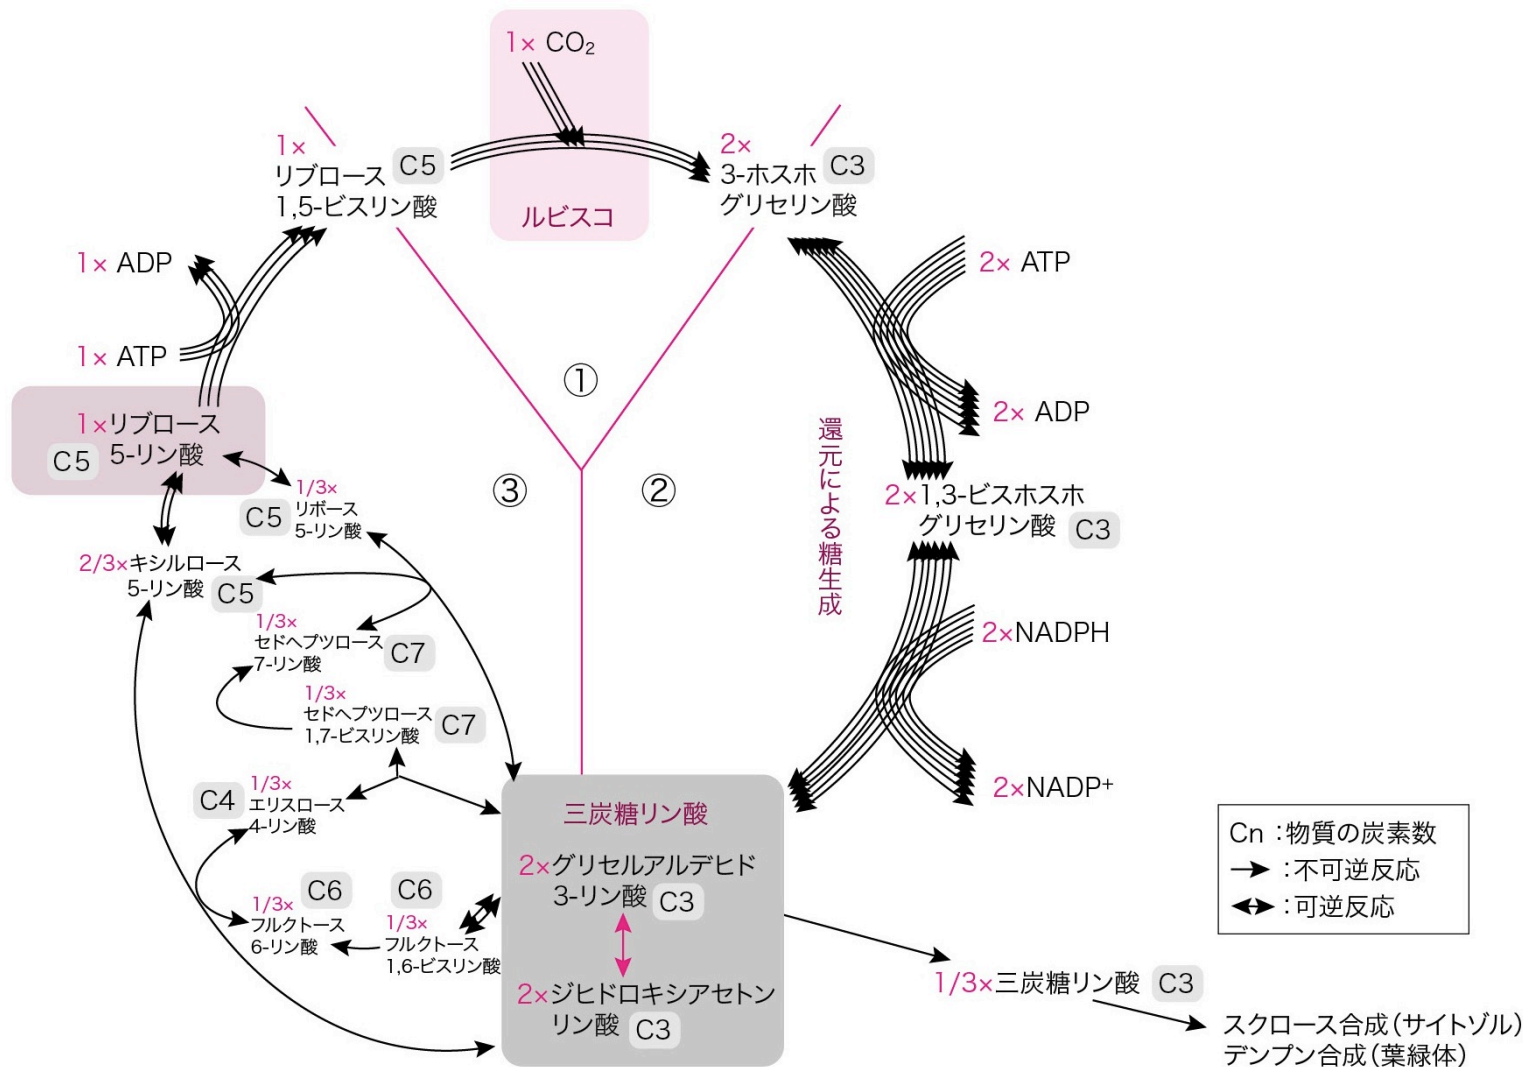 1× CO₂
ルビスコ
1×
リブロース
1,5-ビスリン酸
C5
2×
3-ホスホ
グリセリン酸
C3
1× ADP
1× ATP
2× ATP
2× ADP
①
②
③
還元による糖生成
1×リブロース
5-リン酸
C5
1/3×
リボース
5-リン酸
C5
2/3×キシルロース
5-リン酸
C5
1/3×
セドヘプツロース
7-リン酸
C7
1/3×
セドヘプツロース
1,7-ビスリン酸
C7
1/3×
エリスロース
4-リン酸
C4
1/3×
フルクトース
6-リン酸
C6
C6
1/3×
フルクトース
1,6-ビスリン酸
2×1,3-ビスホスホ
グリセリン酸
C3
2×NADPH
2×NADP⁺
三炭糖リン酸
2×グリセルアルデヒド
3-リン酸
C3
2×ジヒドロキシアセトン
リン酸
C3
1/3×三炭糖リン酸
C3
スクロース合成(サイトゾル)
デンプン合成(葉緑体)
Cn：物質の炭素数
：不可逆反応
：可逆反応